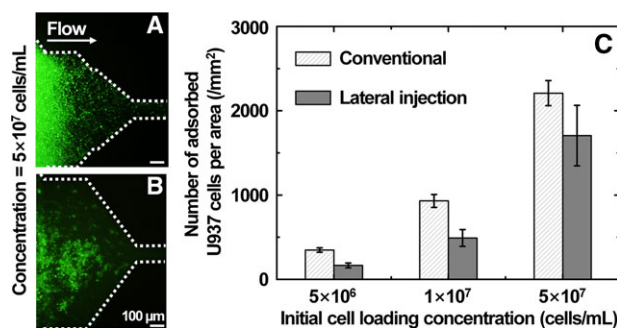 Concentration = 5×10⁷ cells/mL
Flow
A
B
100 μm
C
Number of adsorbed
U937 cells per area (/mm²)
3000
2000
1000
0
Conventional
Lateral injection
5×10⁶
1×10⁷
5×10⁷
Initial cell loading concentration (cells/mL)